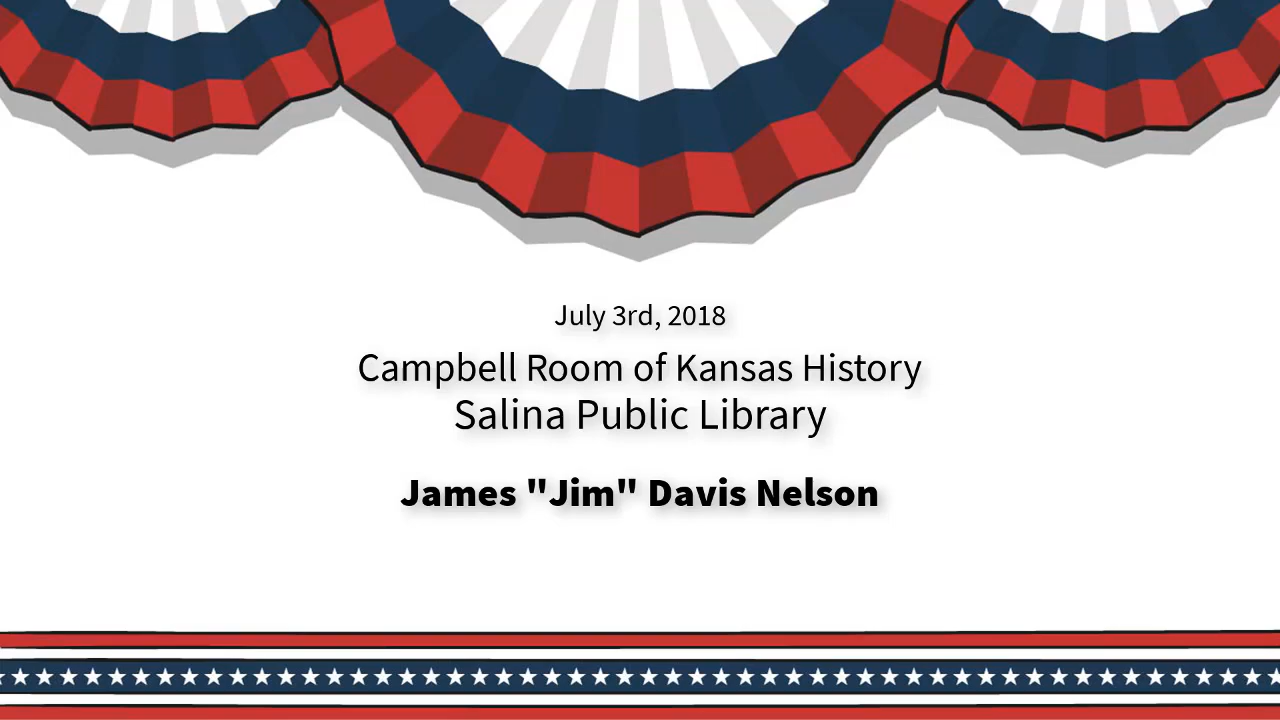 July 3rd, 2018
Campbell Room of Kansas History
Salina Public Library
James "Jim" Davis Nelson